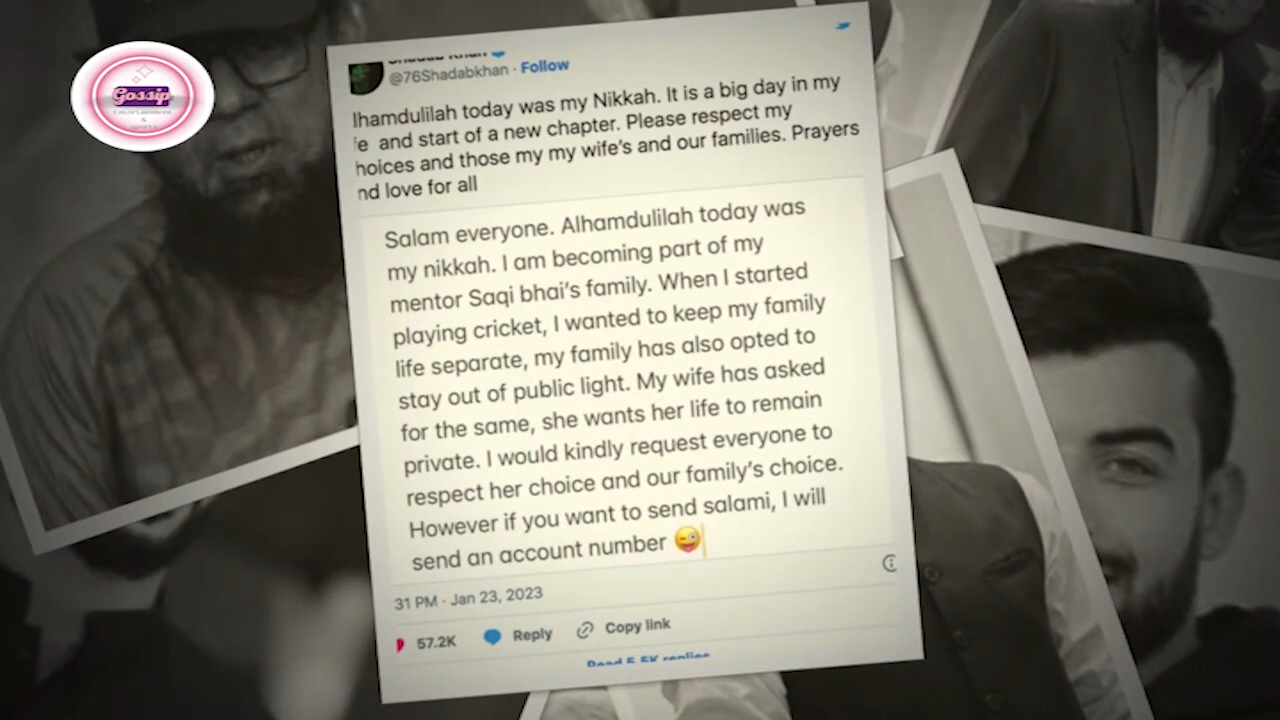 Gossip
@76Shadabkhan · Follow
lhamdulilah today was my Nikkah. It is a big day in my
e and start of a new chapter. Please respect my
hoices and those my my wife's and our families. Prayers
nd love for all
Salam everyone. Alhamdulilah today was
my nikkah. I am becoming part of my
mentor Saqi bhai's family. When I started
playing cricket, I wanted to keep my family
life separate, my family has also opted to
stay out of public light. My wife has asked
for the same, she wants her life to remain
private. I would kindly request everyone to
respect her choice and our family's choice.
However if you want to send salami, I will
send an account number 😜
31 PM · Jan 23, 2023
57.2K Reply Copy link
Read 5.5K replies